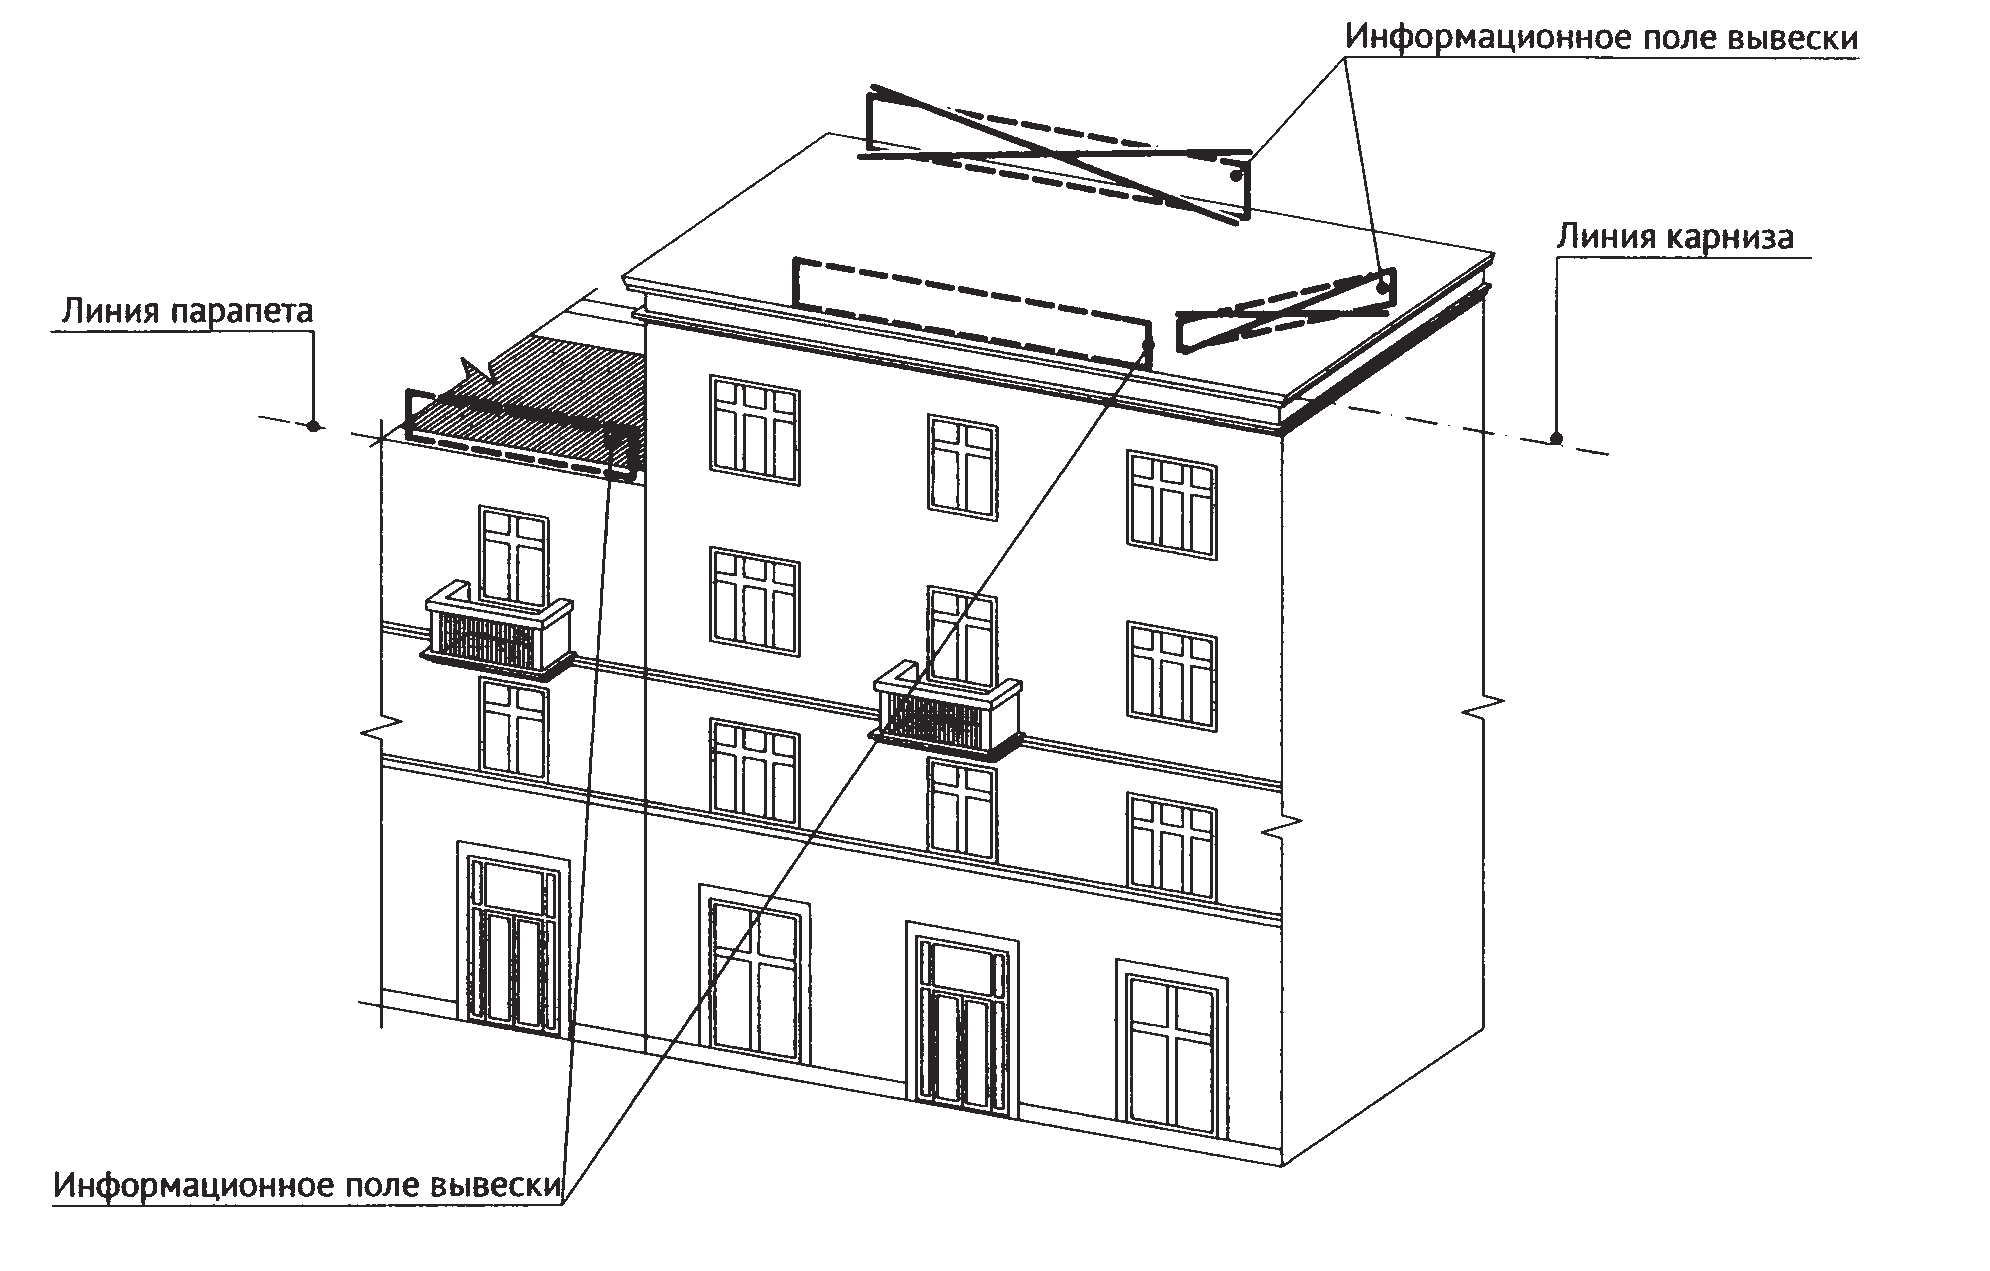 Информационное поле вывески
Линия карниза
Линия парапета
Информационное поле вывески